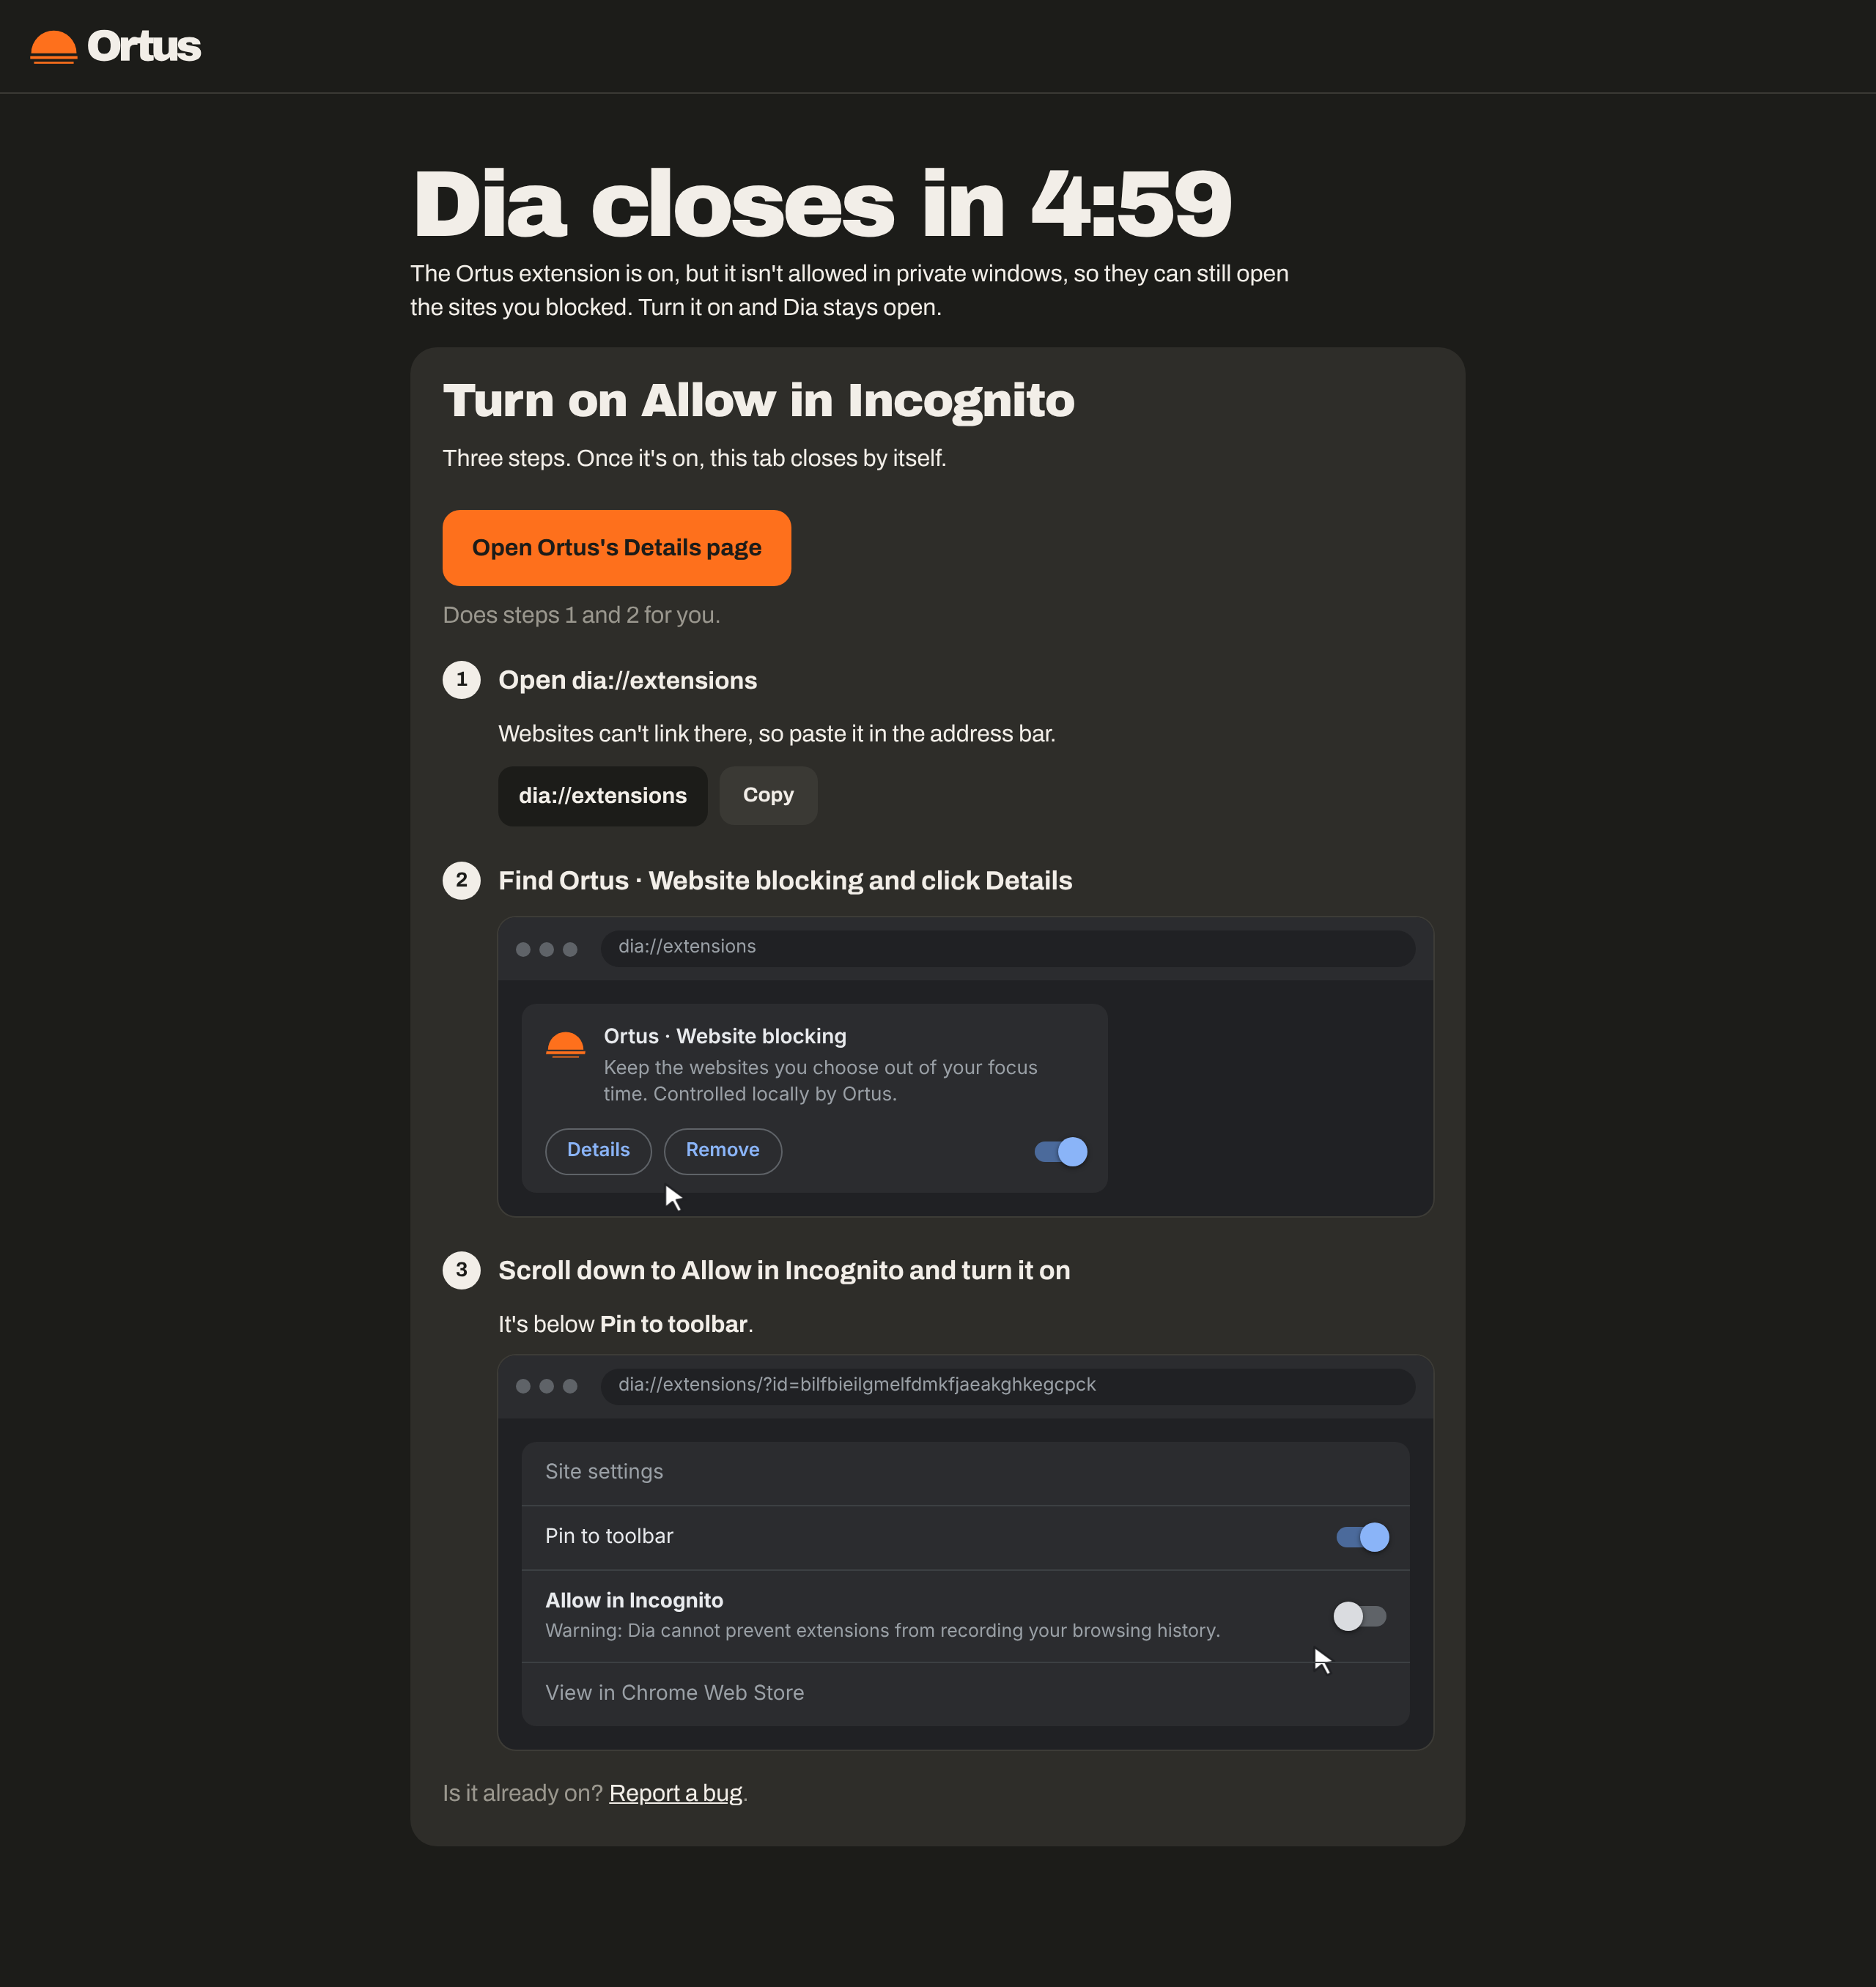 Ortus
Dia closes in 4:59
The Ortus extension is on, but it isn't allowed in private windows, so they can still open
the sites you blocked. Turn it on and Dia stays open.
Turn on Allow in Incognito
Three steps. Once it's on, this tab closes by itself.
Open Ortus's Details page
Does steps 1 and 2 for you.
1 Open dia://extensions
Websites can't link there, so paste it in the address bar.
dia://extensions Copy
2 Find Ortus · Website blocking and click Details
dia://extensions
Ortus · Website blocking
Keep the websites you choose out of your focus
time. Controlled locally by Ortus.
Details Remove
3 Scroll down to Allow in Incognito and turn it on
It's below Pin to toolbar.
dia://extensions/?id=bilfbieilgmelfdmkfjaeakghkegcpck
Site settings
Pin to toolbar
Allow in Incognito
Warning: Dia cannot prevent extensions from recording your browsing history.
View in Chrome Web Store
Is it already on? Report a bug.